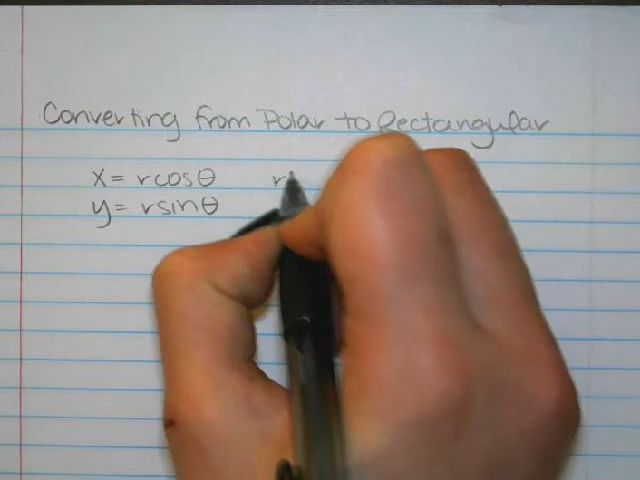 Converting from Polar to Rectangular
x = rcosθ r
y = rsinθ